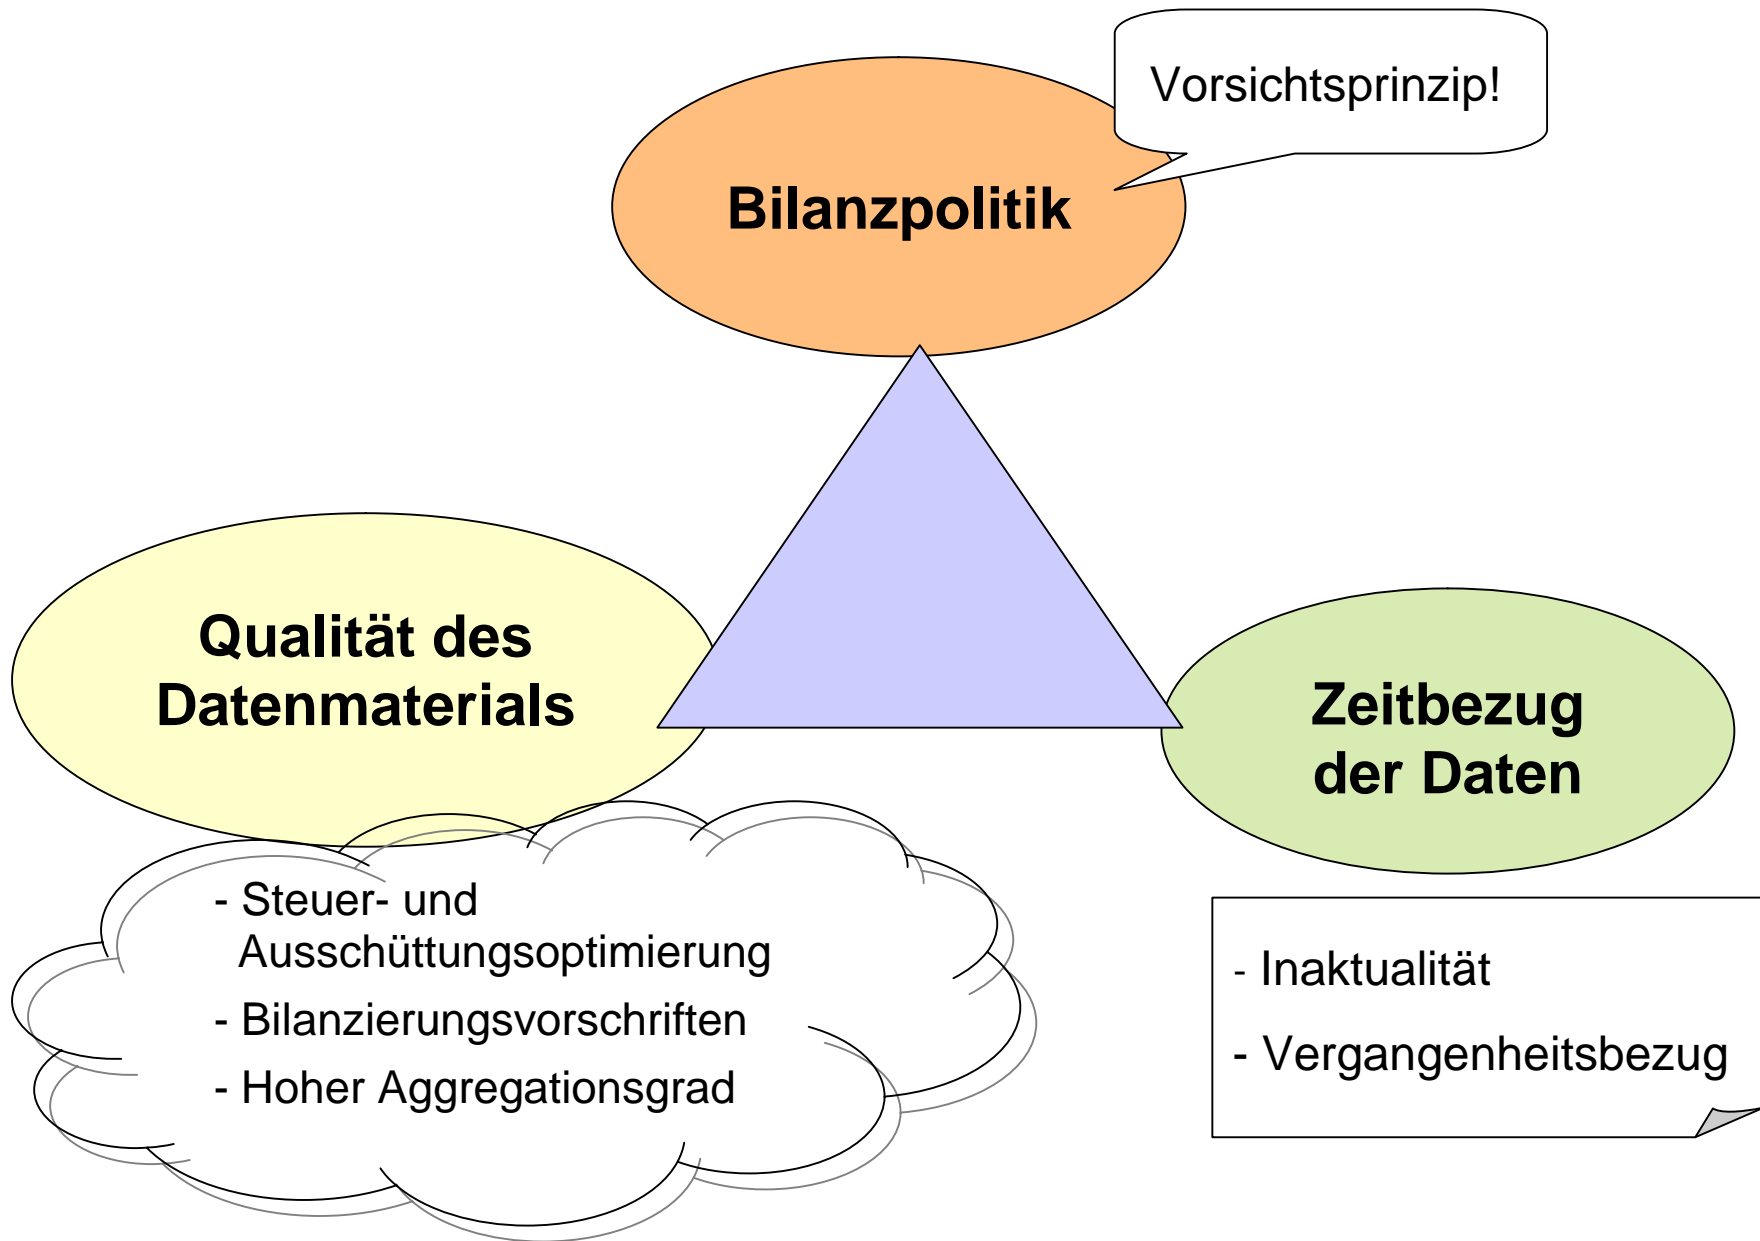 Vorsichtsprinzip!
Bilanzpolitik
Qualität des
Datenmaterials
Zeitbezug
der Daten
- Steuer- und
Ausschüttungsoptimierung
- Bilanzierungsvorschriften
- Hoher Aggregationsgrad
- Inaktualität
- Vergangenheitsbezug